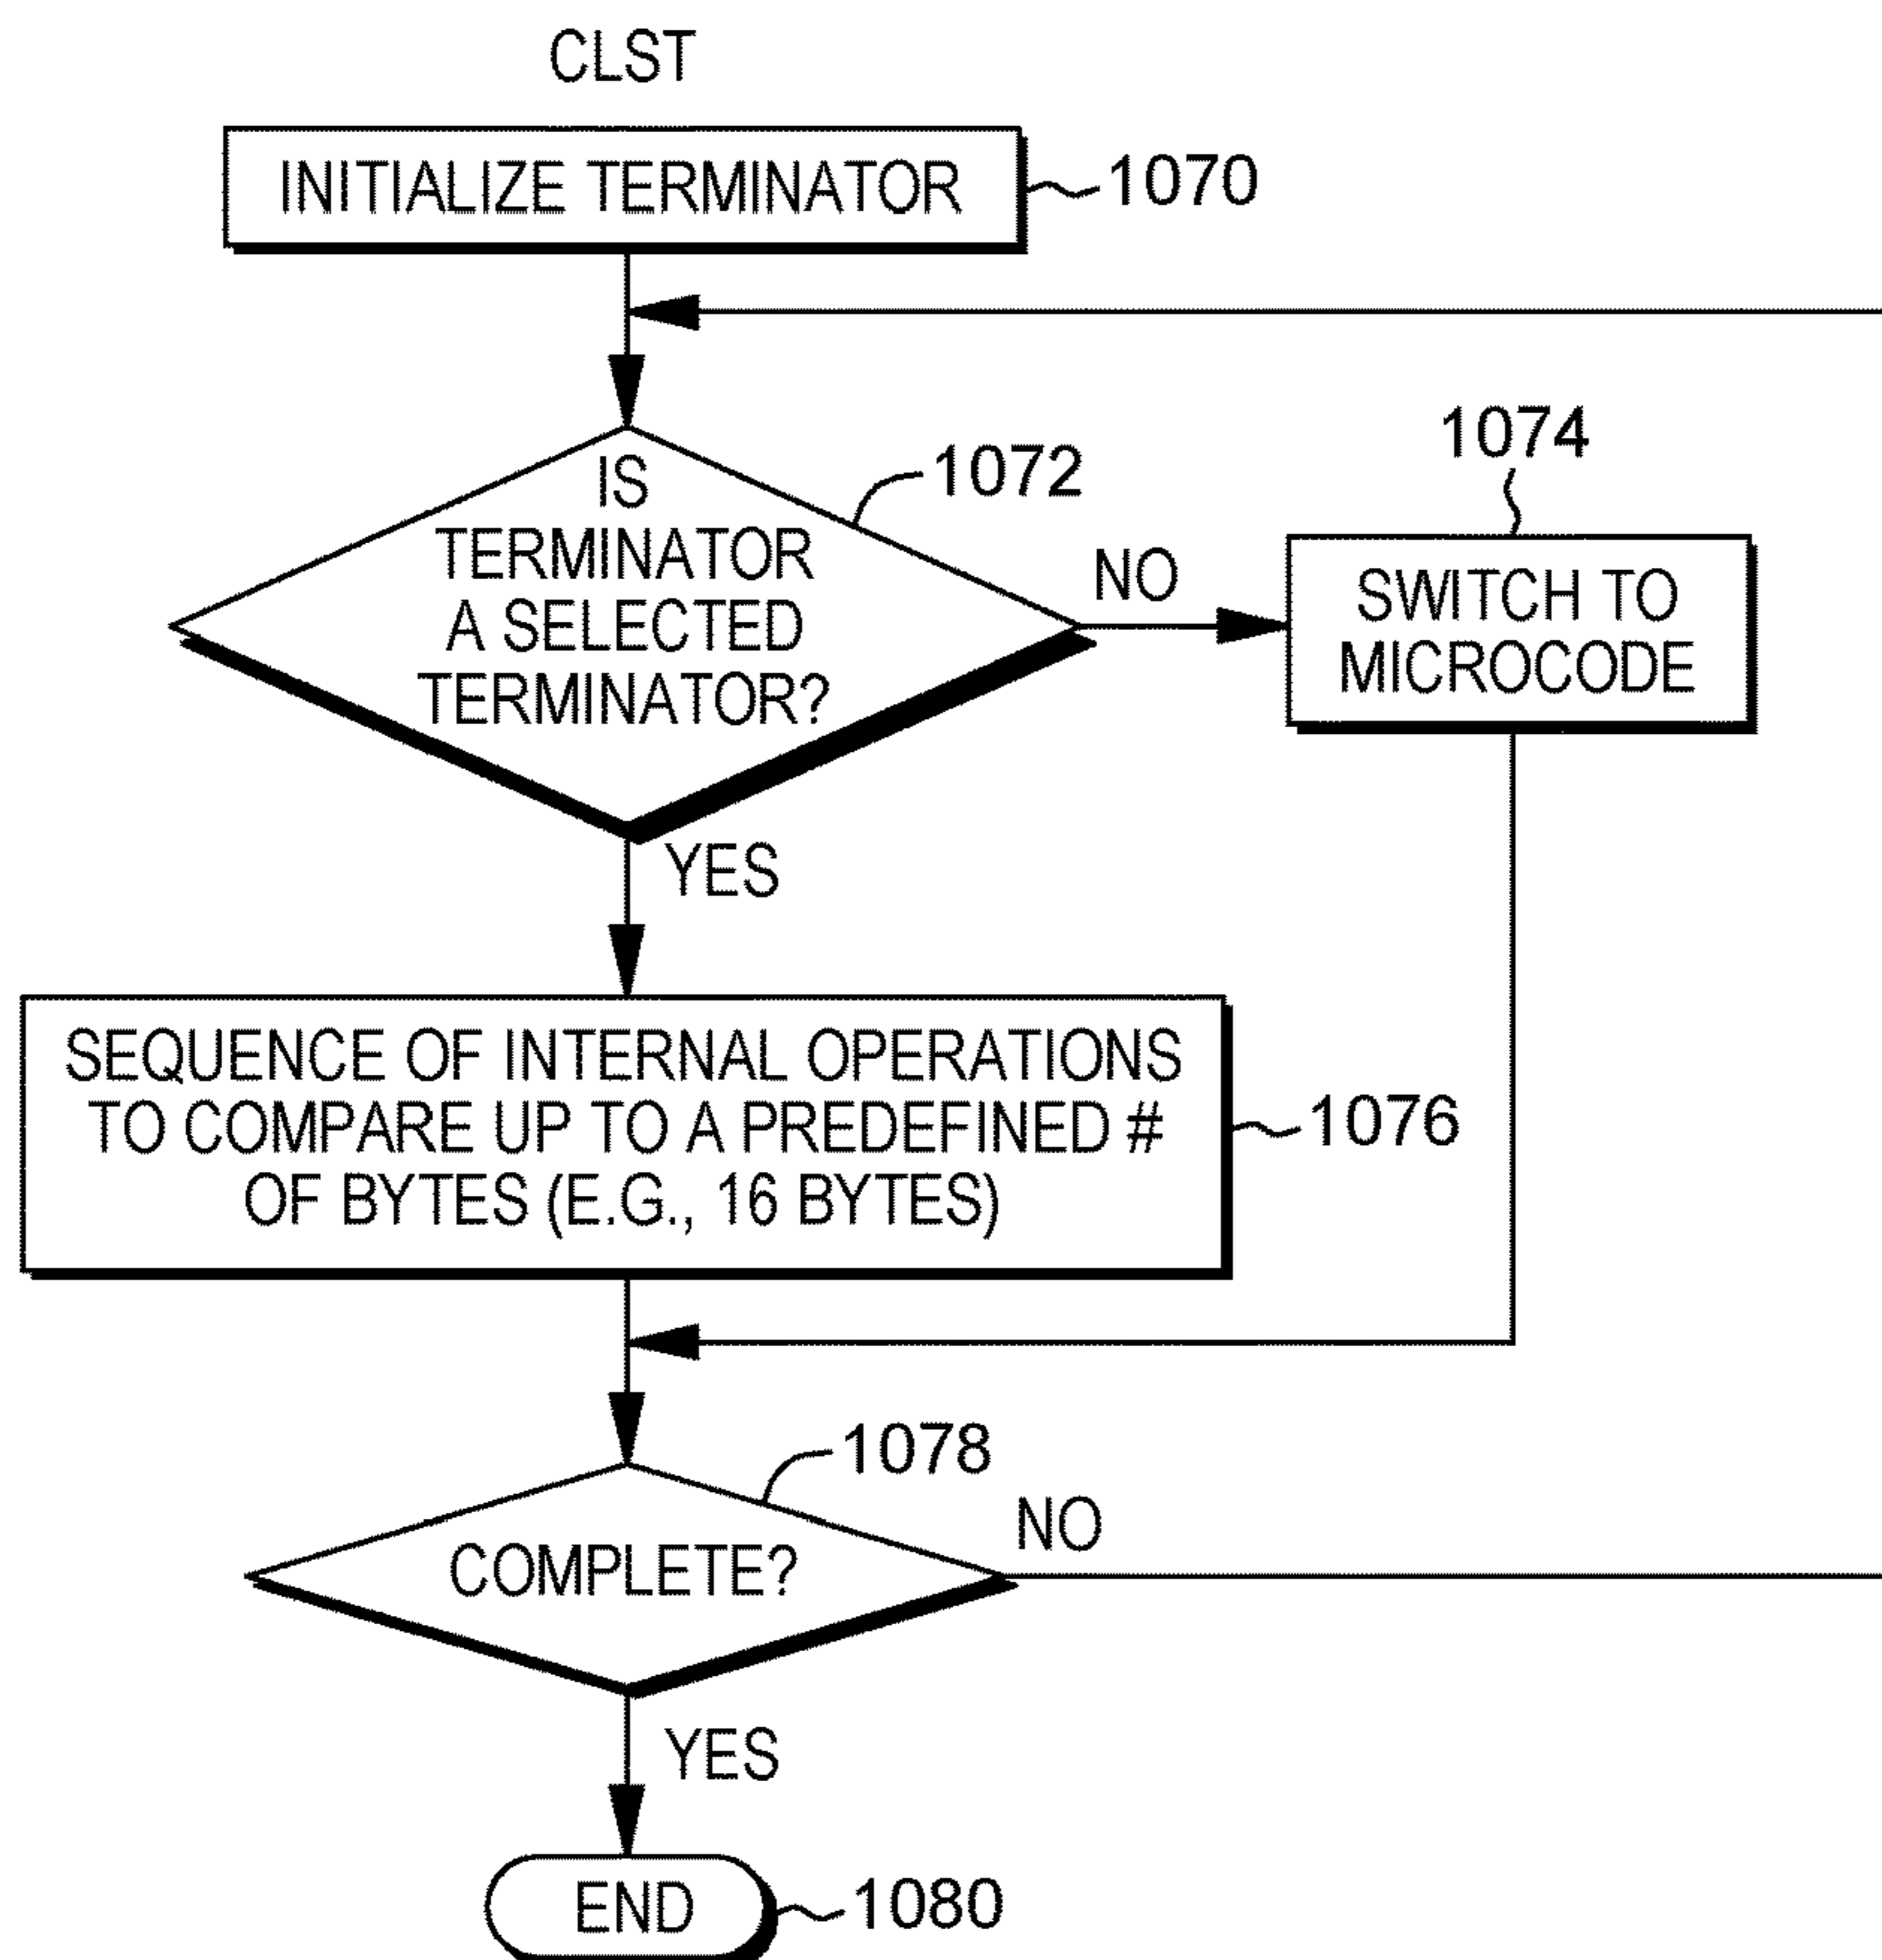 CLST
INITIALIZE TERMINATOR
1070
IS
TERMINATOR
A SELECTED
TERMINATOR?
1072
NO
1074
SWITCH TO
MICROCODE
YES
SEQUENCE OF INTERNAL OPERATIONS
TO COMPARE UP TO A PREDEFINED #
OF BYTES (E.G., 16 BYTES)
1076
1078
COMPLETE?
NO
YES
END
1080